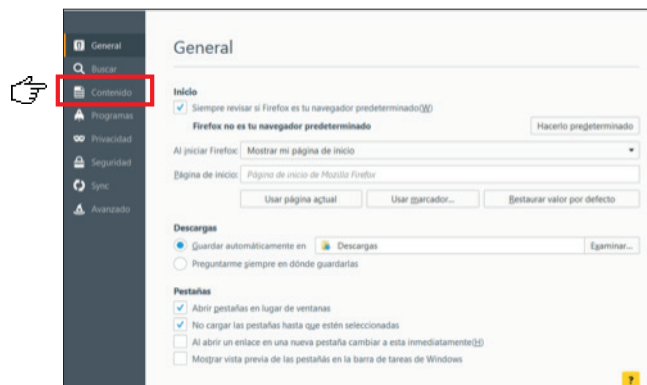 General
Buscar
Contenido
Programas
Privacidad
Seguridad
Sync
Avanzado
General
Inicio
Siempre revisar si Firefox es tu navegador predeterminado(W)
Firefox no es tu navegador predeterminado
Hacerlo predeterminado
Al iniciar Firefox: Mostrar mi página de inicio
Página de inicio: Página de inicio de Mozilla Firefox
Usar página actual Usar marcador... Restaurar valor por defecto
Descargas
Guardar automáticamente en Descargas Examinar...
Preguntarme siempre en dónde guardarlas
Pestañas
Abrir pestañas en lugar de ventanas
No cargar las pestañas hasta que estén seleccionadas
Al abrir un enlace en una nueva pestaña cambiar a esta inmediatamente(H)
Mostrar vista previa de las pestañás en la barra de tareas de Windows
?